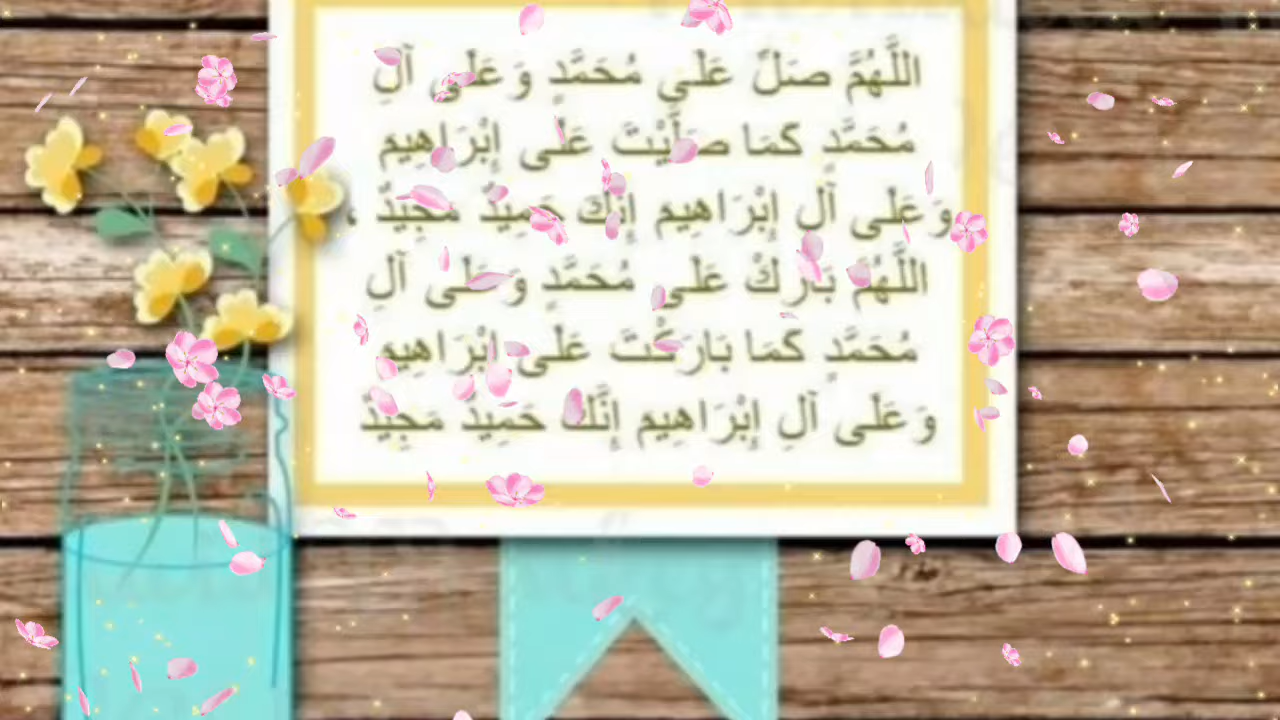 اللَّهُمَّ صَلِّ عَلَى مُحَمَّدٍ وَعَلَى آلِ
مُحَمَّدٍ كَمَا صَلَّيْتَ عَلَى إِبْرَاهِيمَ
وَعَلَى آلِ إِبْرَاهِيمَ إِنَّكَ حَمِيدٌ مَجِيدٌ ،
اللَّهُمَّ بَارِكْ عَلَى مُحَمَّدٍ وَعَلَى آلِ
مُحَمَّدٍ كَمَا بَارَكْتَ عَلَى إِبْرَاهِيمَ
وَعَلَى آلِ إِبْرَاهِيمَ إِنَّكَ حَمِيدٌ مَجِيدٌ